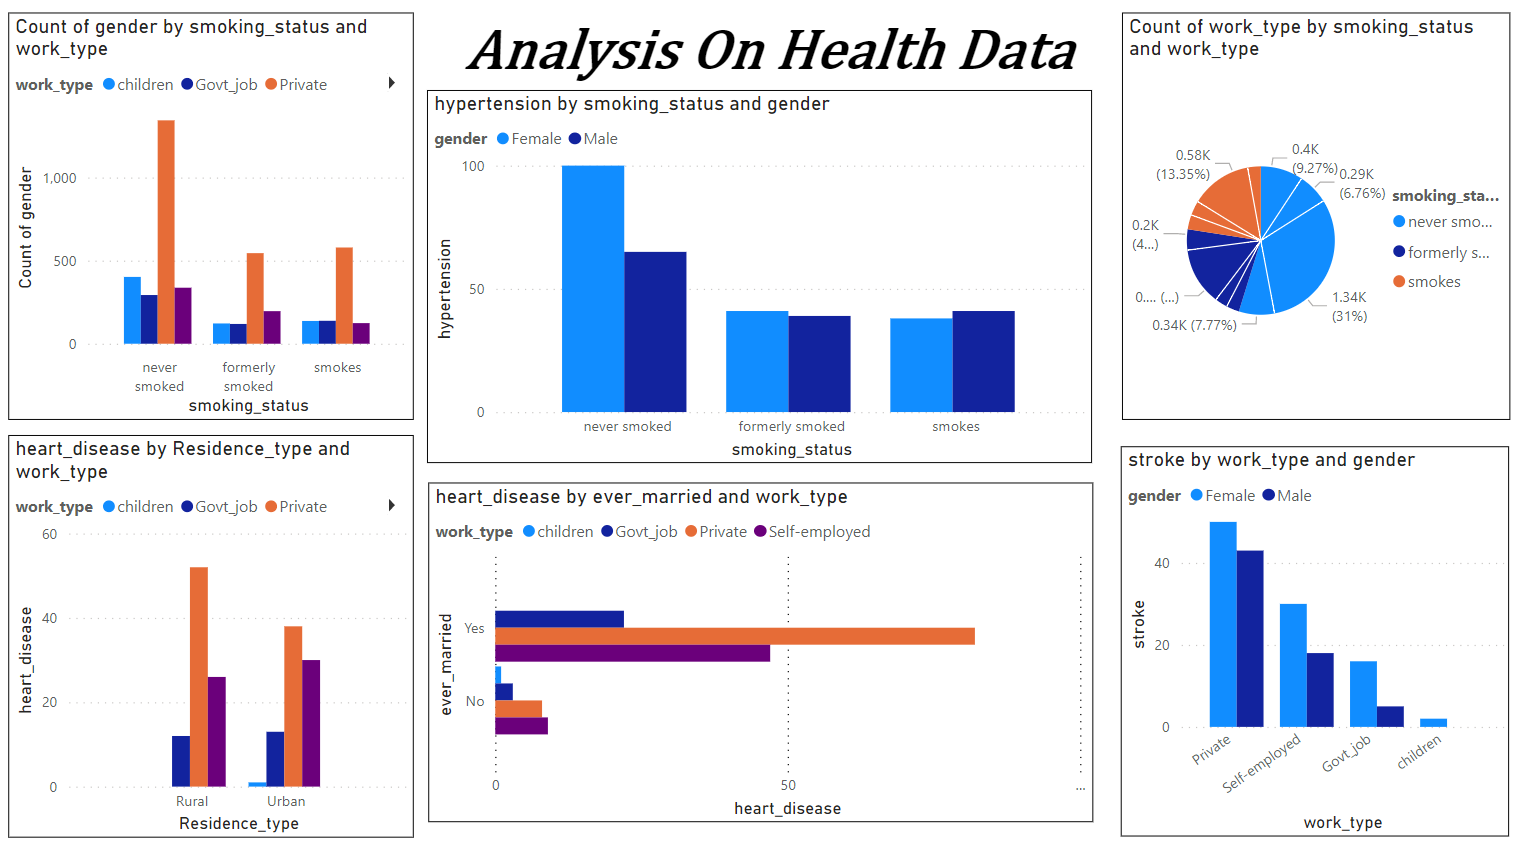 Analysis On Health Data
Count of gender by smoking_status and
work_type
work_type children Govt_job Private
Count of gender
1,000
500
0
never
smoked
formerly
smoked
smokes
smoking_status
hypertension by smoking_status and gender
gender Female Male
hypertension
100
50
0
never smoked
formerly smoked
smokes
smoking_status
Count of work_type by smoking_status
and work_type
0.58K
(13.35%)
0.4K
(9.27%)
0.29K
(6.76%)
0.2K
(4...)
0.... (...)
0.34K (7.77%)
1.34K
(31%)
smoking_sta...
never smo...
formerly s...
smokes
heart_disease by Residence_type and
work_type
work_type children Govt_job Private
heart_disease
60
40
20
0
Rural
Urban
Residence_type
heart_disease by ever_married and work_type
work_type children Govt_job Private Self-employed
ever_married
Yes
No
0
50
...
heart_disease
stroke by work_type and gender
gender Female Male
stroke
40
20
0
Private
Self-employed
Govt_job
children
work_type